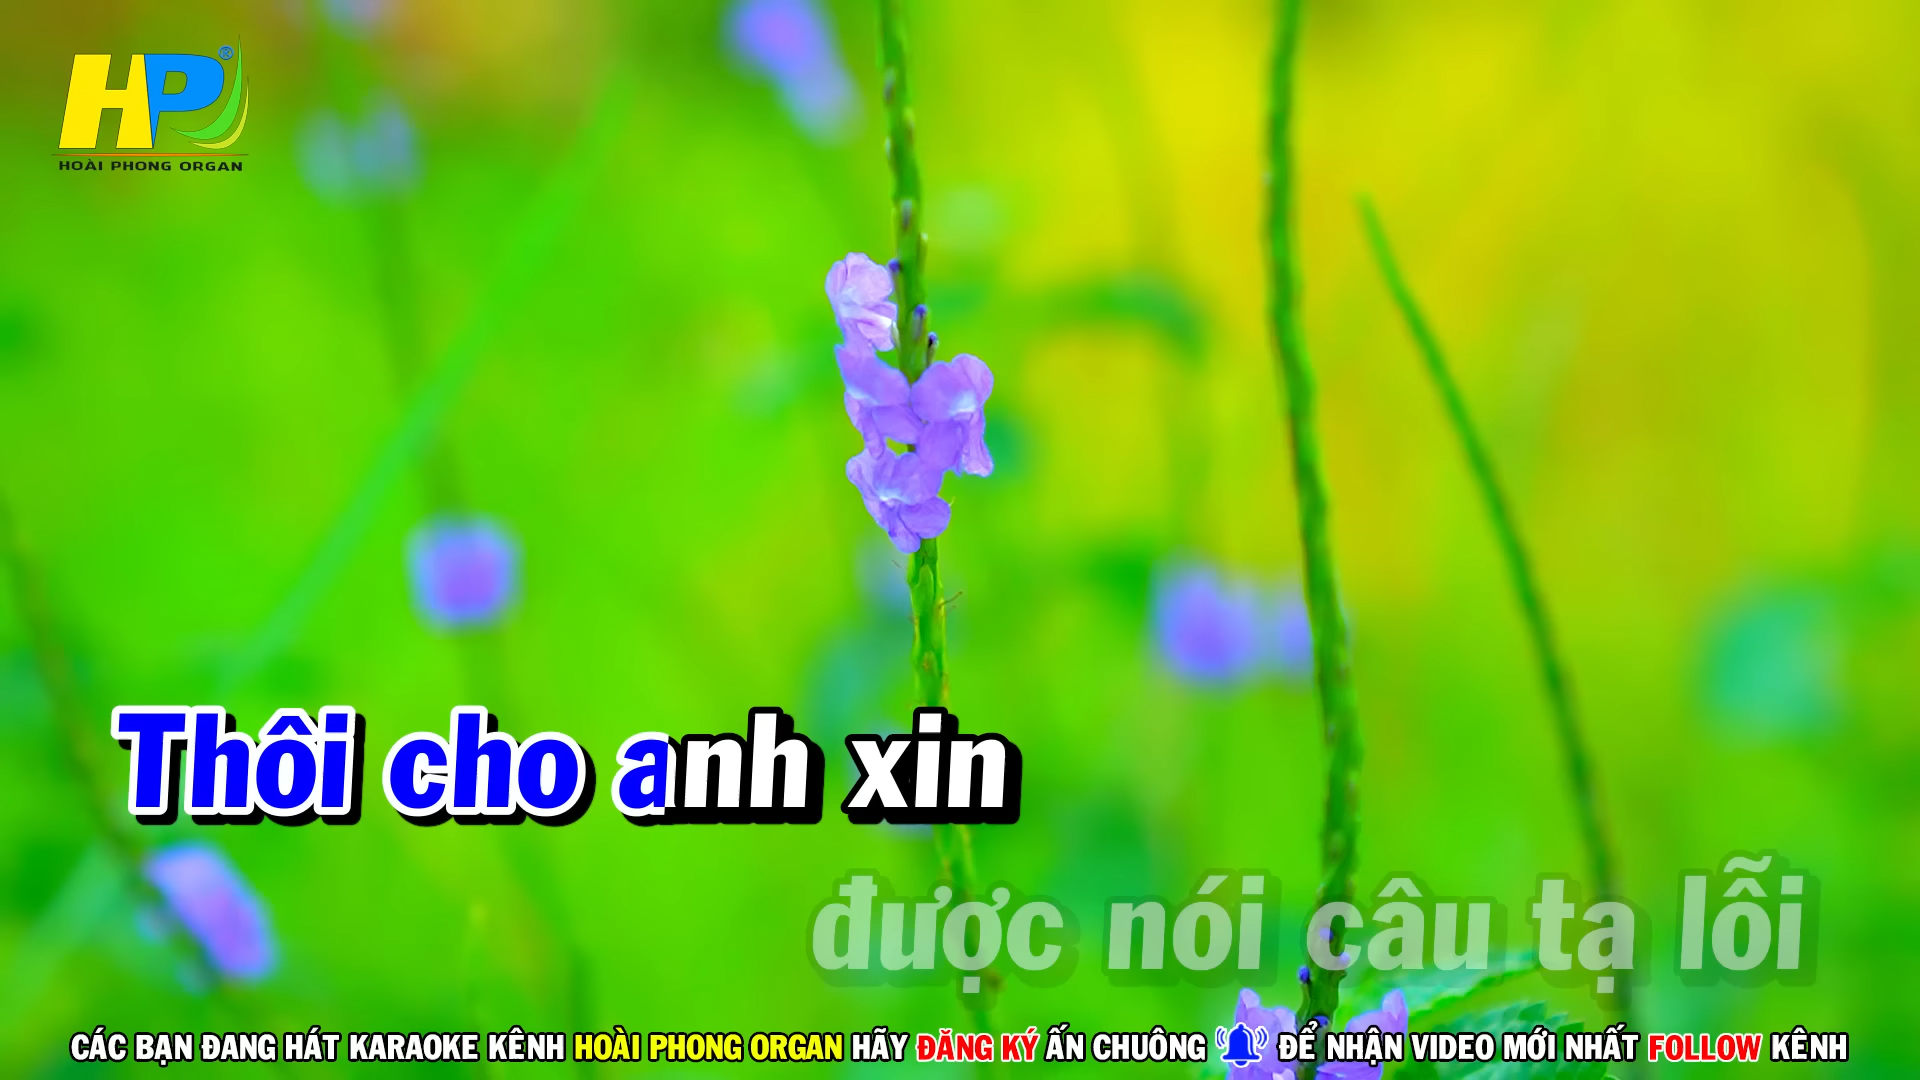 HP®
HOÀI PHONG ORGAN
Thôi cho anh xin
được nói câu tạ lỗi
CÁC BẠN ĐANG HÁT KARAOKE KÊNH HOÀI PHONG ORGAN HÃY ĐĂNG KÝ ẤN CHUÔNG ĐỂ NHẬN VIDEO MỚI NHẤT FOLLOW KÊNH